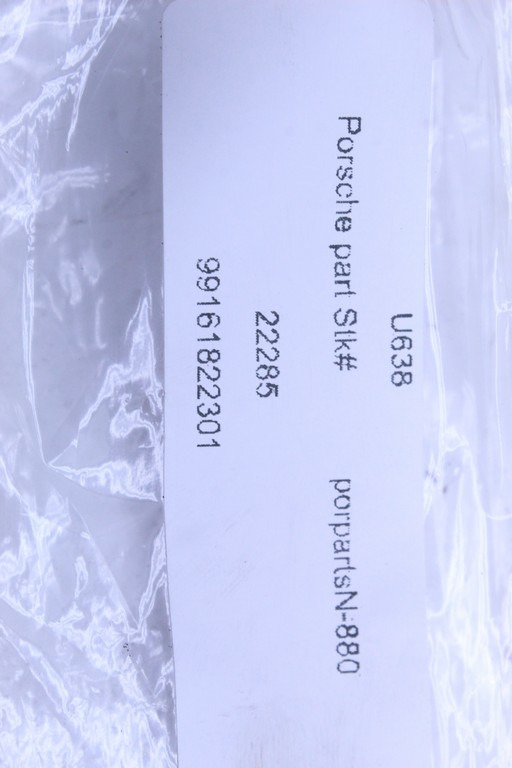 U638
Porsche part Stk# porpartsN-880
22285
99161822301